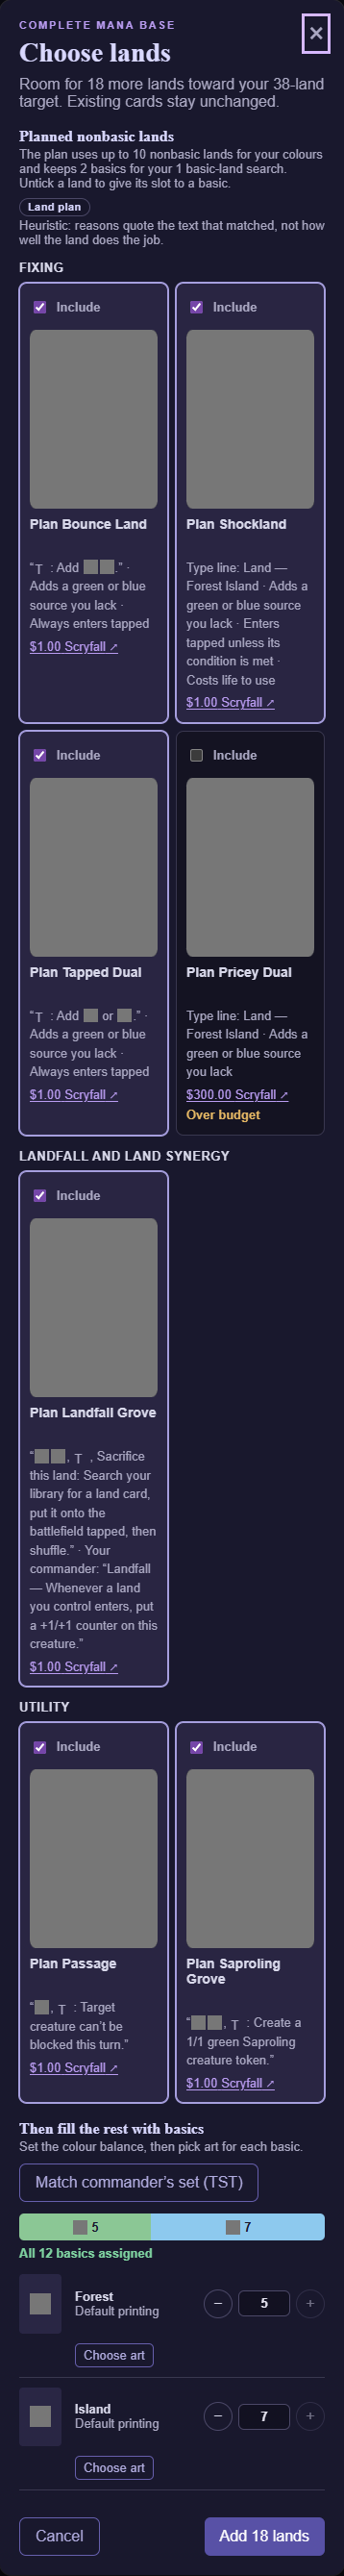 COMPLETE MANA BASE
Choose lands
×
Room for 18 more lands toward your 38-land
target. Existing cards stay unchanged.
Planned nonbasic lands
The plan uses up to 10 nonbasic lands for your colours
and keeps 2 basics for your 1 basic-land search.
Untick a land to give its slot to a basic.
Land plan
Heuristic: reasons quote the text that matched, not how
well the land does the job.
FIXING
Include
Plan Bounce Land
“T : Add .” ·
Adds a green or blue
source you lack ·
Always enters tapped
$1.00 Scryfall ↗
Include
Plan Shockland
Type line: Land —
Forest Island · Adds a
green or blue source
you lack · Enters
tapped unless its
condition is met ·
Costs life to use
$1.00 Scryfall ↗
Include
Plan Tapped Dual
“T : Add or .” ·
Adds a green or blue
source you lack ·
Always enters tapped
$1.00 Scryfall ↗
Include
Plan Pricey Dual
Type line: Land —
Forest Island · Adds a
green or blue source
you lack
$300.00 Scryfall ↗
Over budget
LANDFALL AND LAND SYNERGY
Include
Plan Landfall Grove
“, T , Sacrifice
this land: Search your
library for a land card,
put it onto the
battlefield tapped, then
shuffle.” · Your
commander: “Landfall
— Whenever a land
you control enters, put
a +1/+1 counter on this
creature.”
$1.00 Scryfall ↗
UTILITY
Include
Plan Passage
“, T : Target
creature can’t be
blocked this turn.”
$1.00 Scryfall ↗
Include
Plan Saproling
Grove
“, T : Create a
1/1 green Saproling
creature token.”
$1.00 Scryfall ↗
Then fill the rest with basics
Set the colour balance, then pick art for each basic.
Match commander’s set (TST)
5
7
All 12 basics assigned
Forest
Default printing
− 5 +
Choose art
Island
Default printing
− 7 +
Choose art
Cancel
Add 18 lands